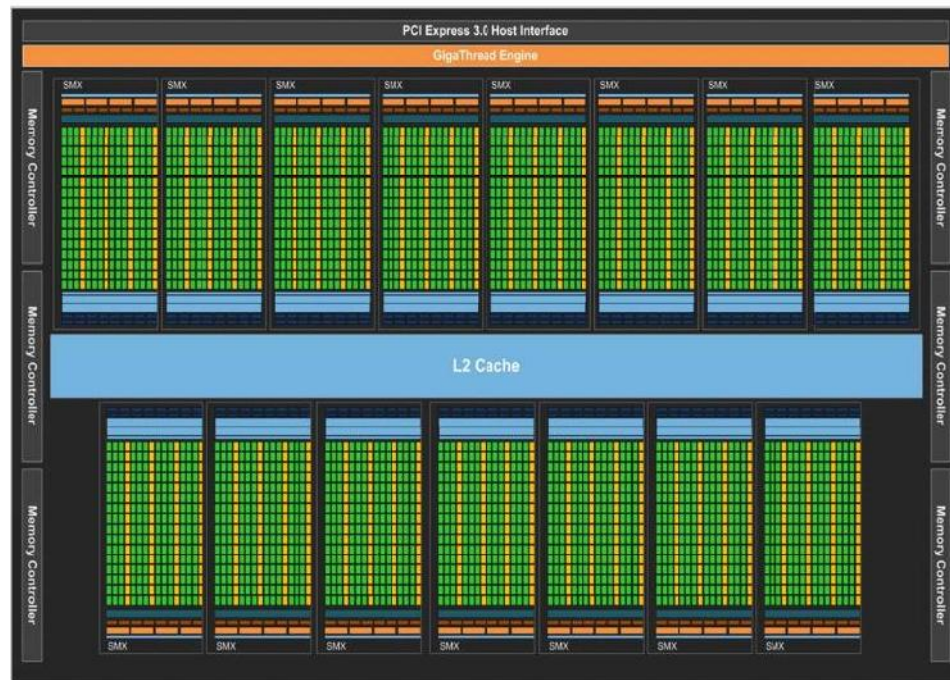 PCI Express 3.0 Host Interface
GigaThread Engine
SMX SMX SMX SMX SMX SMX SMX SMX
Memory Controller
Memory Controller
Memory Controller
Memory Controller
L2 Cache
Memory Controller
Memory Controller
SMX SMX SMX SMX SMX SMX SMX